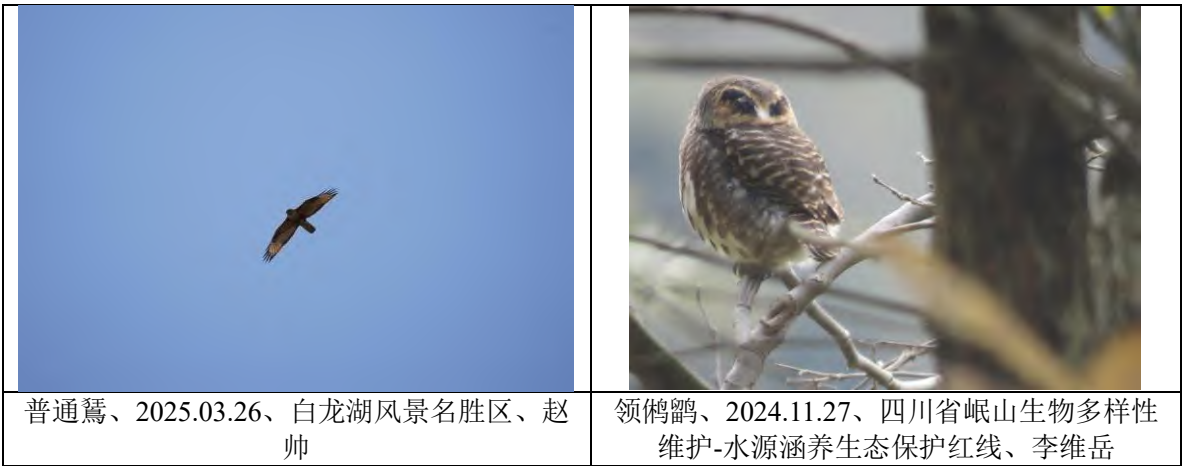 普通鵟、2025.03.26、白龙湖风景名胜区、赵
帅
领鸺鹠、2024.11.27、四川省岷山生物多样性
维护-水源涵养生态保护红线、李维岳